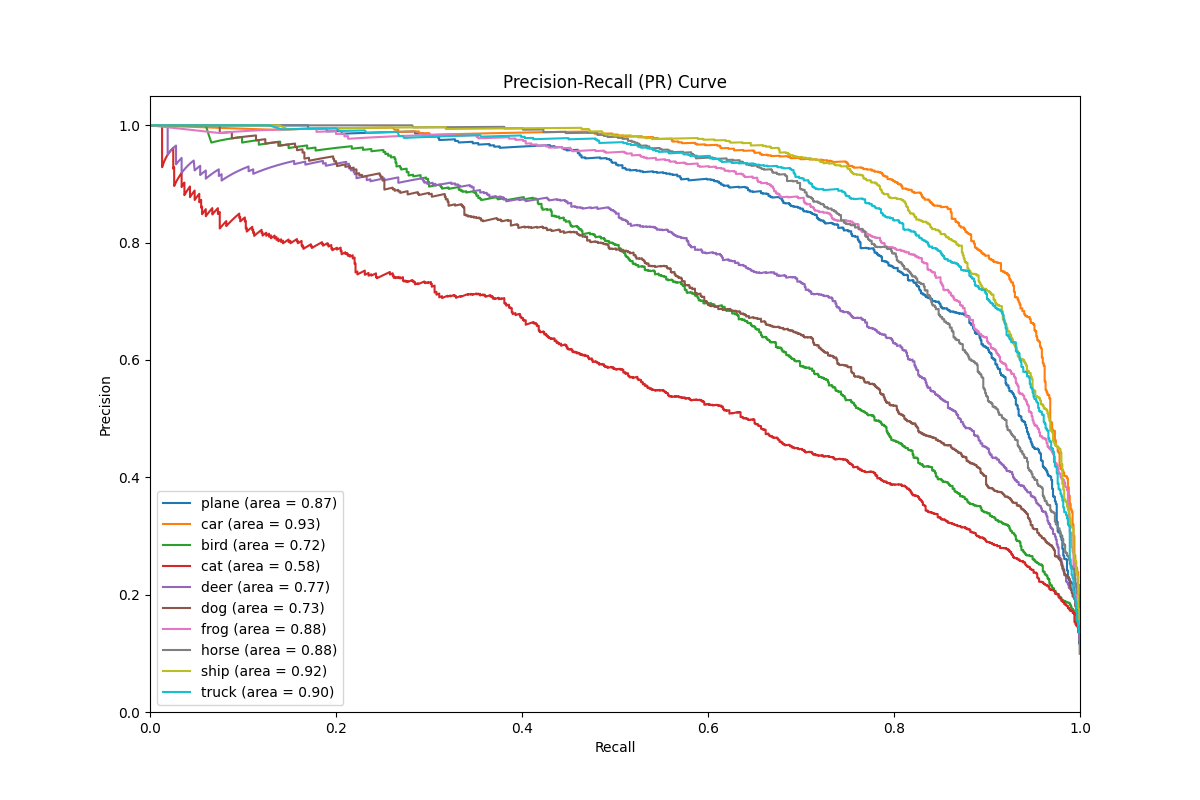 Precision-Recall (PR) Curve
Precision
1.0
0.8
0.6
0.4
0.2
0.0
plane (area = 0.87)
car (area = 0.93)
bird (area = 0.72)
cat (area = 0.58)
deer (area = 0.77)
dog (area = 0.73)
frog (area = 0.88)
horse (area = 0.88)
ship (area = 0.92)
truck (area = 0.90)
0.0 0.2 0.4 0.6 0.8 1.0
Recall